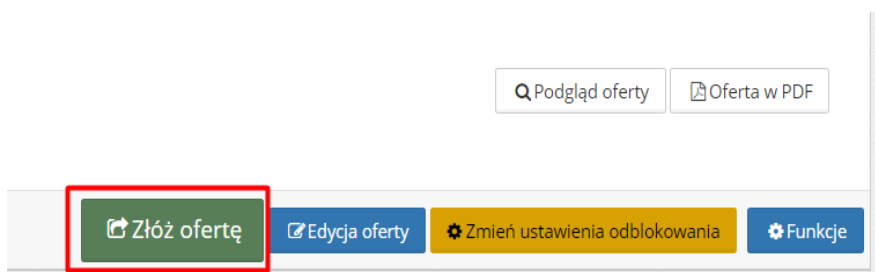 Podgląd oferty
Oferta w PDF
Złóż ofertę
Edycja oferty
Zmień ustawienia odblokowania
Funkcje